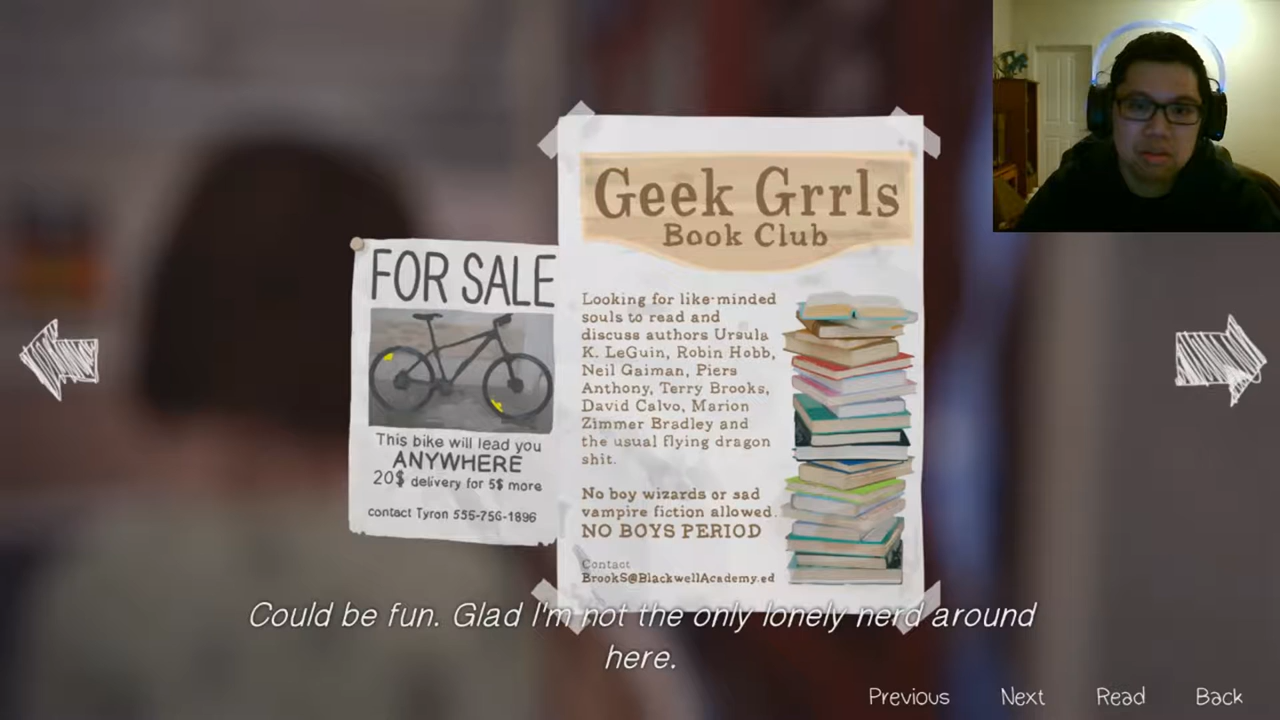 FOR SALE
This bike will lead you
ANYWHERE
20$ delivery for 5$ more
contact Tyron 555-756-1896
Geek Grrls
Book Club
Looking for like-minded
souls to read and
discuss authors Ursula
K. LeGuin, Robin Hobb,
Neil Gaiman, Piers
Anthony, Terry Brooks,
David Calvo, Marion
Zimmer Bradley and
the usual flying dragon
shit.
No boy wizards or sad
vampire fiction allowed.
NO BOYS PERIOD
Contact
BrookS@BlackwellAcademy.ed
Could be fun. Glad I'm not the only lonely nerd around
here.
Previous
Next
Read
Back